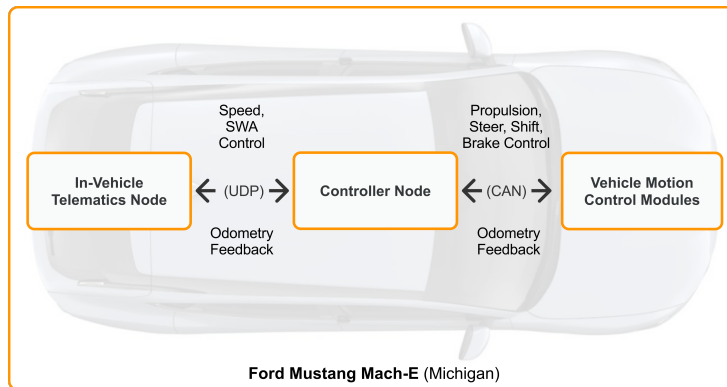 Speed,
SWA
Control
Propulsion,
Steer, Shift,
Brake Control
In-Vehicle
Telematics Node
(UDP)
Controller Node
(CAN)
Vehicle Motion
Control Modules
Odometry
Feedback
Odometry
Feedback
Ford Mustang Mach-E (Michigan)